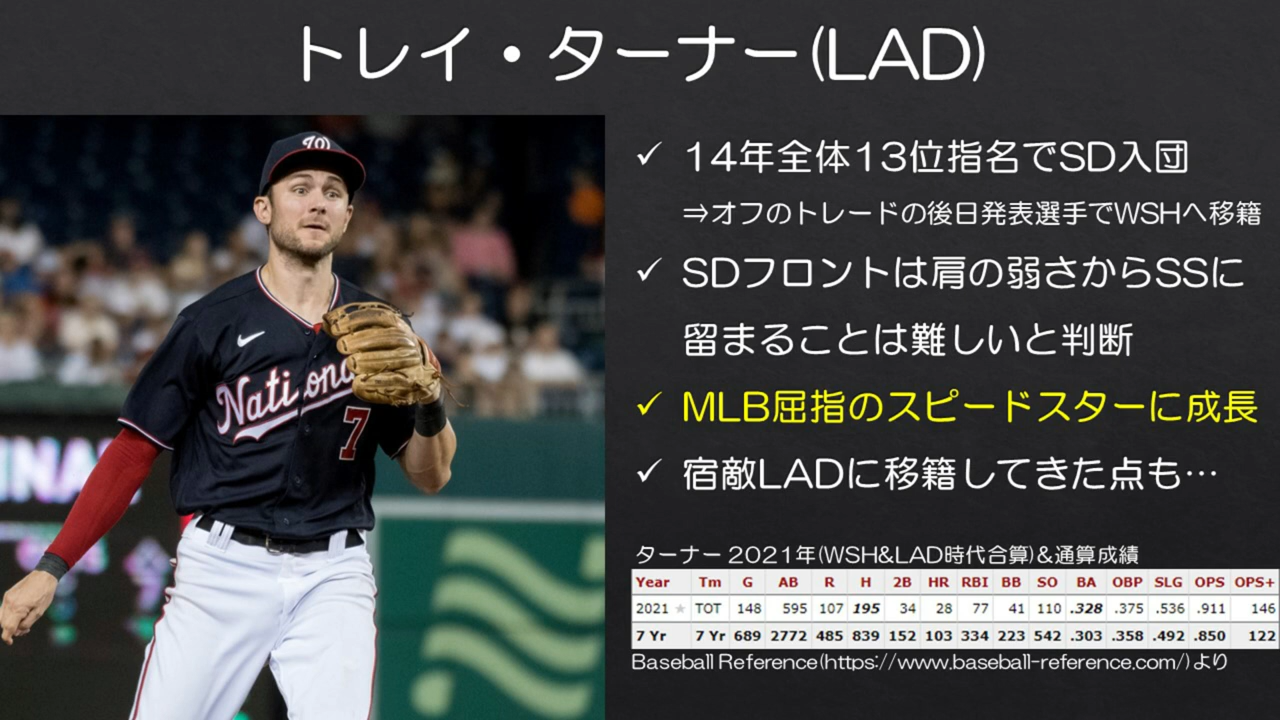 トレイ・ターナー(LAD)
✓ 14年全体13位指名でSD入団
⇒オフのトレードの後日発表選手でWSHへ移籍
✓ SDフロントは肩の弱さからSSに
留まることは難しいと判断
✓ MLB屈指のスピードスターに成長
✓ 宿敵LADに移籍してきた点も…
W
Nationa
7
ターナー 2021年(WSH&LAD時代合算)&通算成績
Year Tm G AB R H 2B HR RBI BB SO BA OBP SLG OPS OPS+
2021 ★ TOT 148 595 107 195 34 28 77 41 110 .328 .375 .536 .911 146
7 Yr 7 Yr 689 2772 485 839 152 103 334 223 542 .303 .358 .492 .850 122
Baseball Reference(https://www.baseball-reference.com/)より